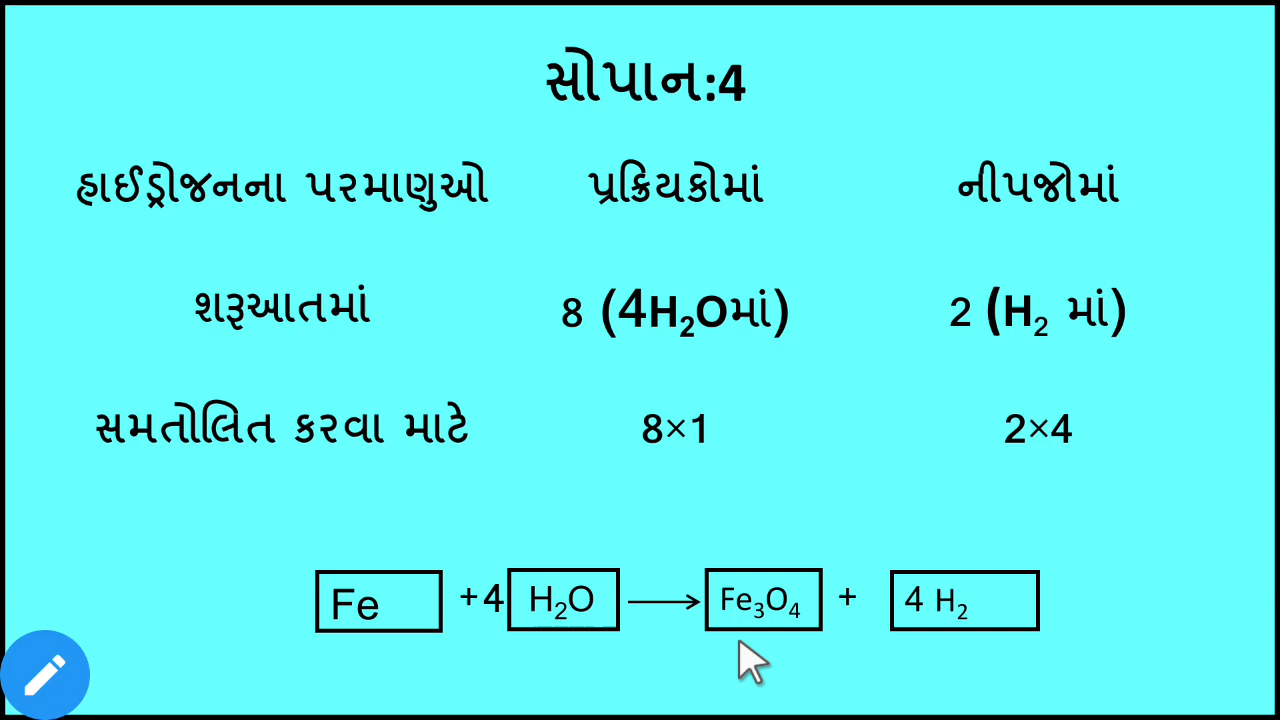 સોપાન:4
હાઈડ્રોજનના પરમાણુઓ પ્રક્રિયકોમાં નીપજોમાં
શરૂઆતમાં 8 (4H₂Oમાં) 2 (H₂ માં)
સમતોલિત કરવા માટે 8×1 2×4
Fe +4 H₂O ⟶ Fe₃O₄ + 4 H₂